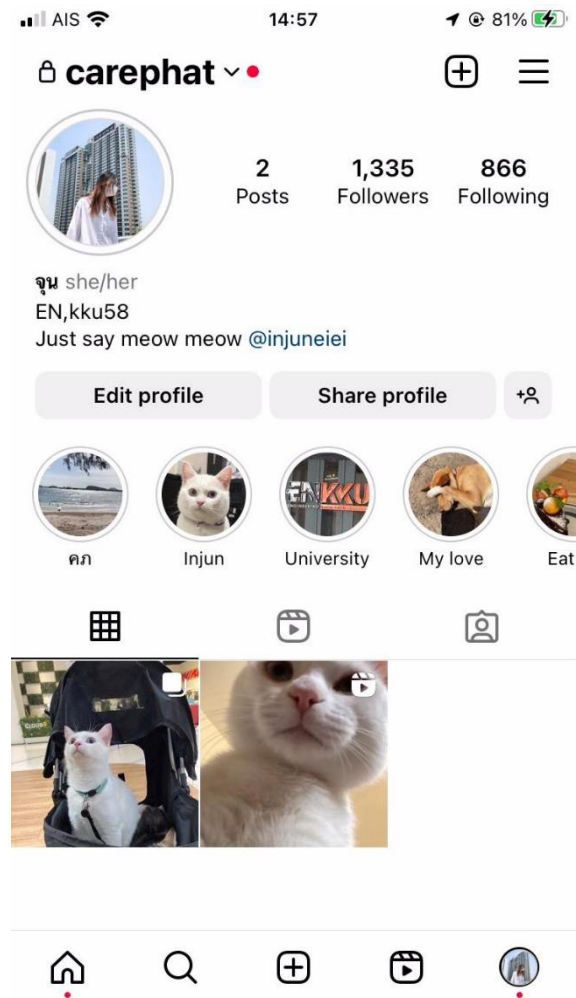 AIS 14:57 81%
carephat
2 1,335 866
Posts Followers Following
จุน she/her
EN,kku58
Just say meow meow @injuneiei
Edit profile Share profile
ENKKU
คภ Injun University My love Eat